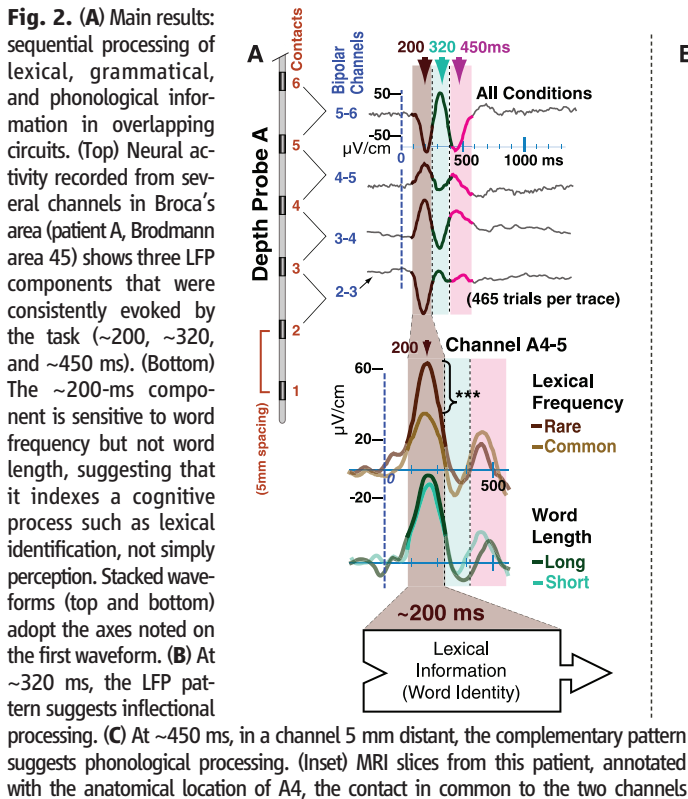 Fig. 2. (A) Main results:
sequential processing of
lexical, grammatical,
and phonological infor-
mation in overlapping
circuits. (Top) Neural ac-
tivity recorded from sev-
eral channels in Broca's
area (patient A, Brodmann
area 45) shows three LFP
components that were
consistently evoked by
the task (~200, ~320,
and ~450 ms). (Bottom)
The ~200-ms compo-
nent is sensitive to word
frequency but not word
length, suggesting that
it indexes a cognitive
process such as lexical
identification, not simply
perception. Stacked wave-
forms (top and bottom)
adopt the axes noted on
the first waveform. (B) At
~320 ms, the LFP pat-
tern suggests inflectional
processing. (C) At ~450 ms, in a channel 5 mm distant, the complementary pattern
suggests phonological processing. (Inset) MRI slices from this patient, annotated
with the anatomical location of A4, the contact in common to the two channels
A
Depth Probe A
Contacts
6
5
4
3
2
1
(5mm spacing)
Bipolar
Channels
5-6
4-5
3-4
2-3
200 320 450ms
All Conditions
50
-50
µV/cm
0
500
1000 ms
(465 trials per trace)
200
Channel A4-5
60
20
-20
µV/cm
0
500
***
Lexical
Frequency
Rare
Common
Word
Length
Long
Short
~200 ms
Lexical
Information
(Word Identity)
E